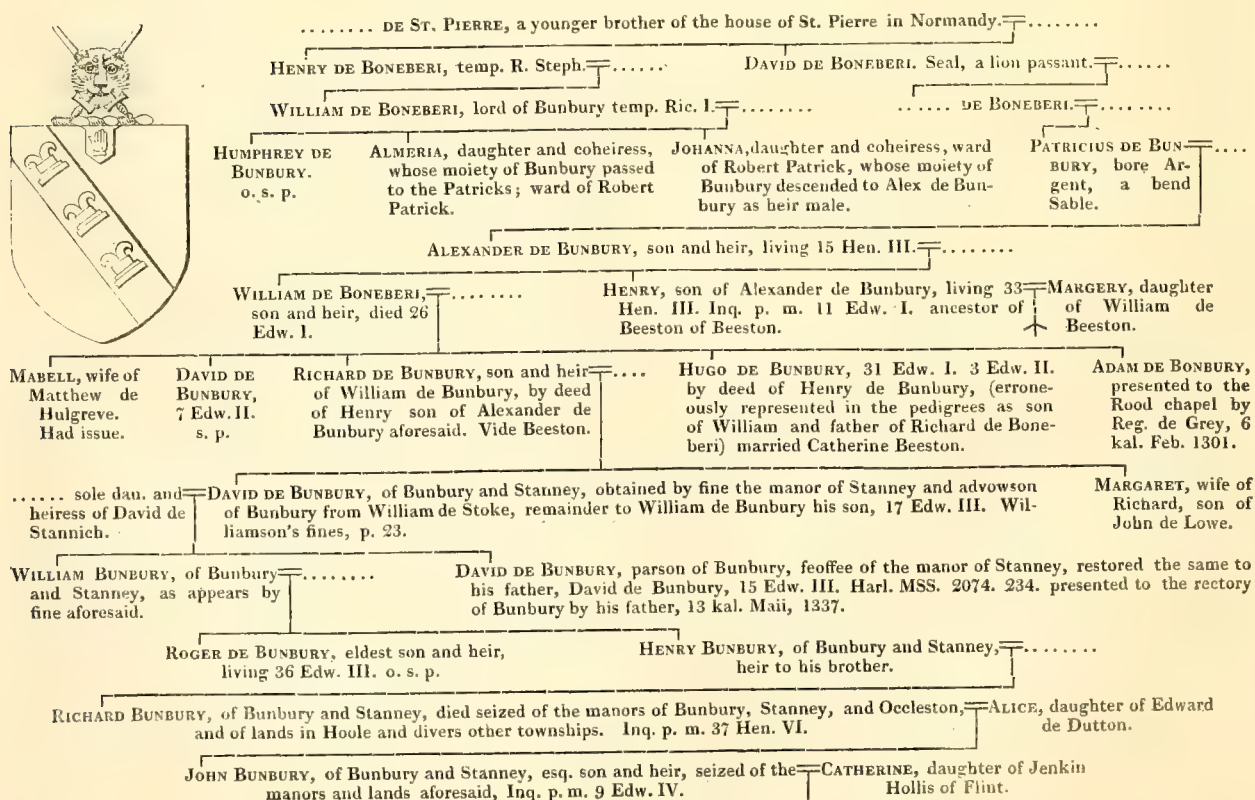 ........ DE ST. PIERRE, a younger brother of the house of St. Pierre in Normandy. ........
HENRY DE BONEBERI, temp. R. Steph. ......
DAVID DE BONEBERI. Seal, a lion passant. ......
WILLIAM DE BONEBERI, lord of Bunbury temp. Ric. I. ........
...... DE BONEBERI. ........
HUMPHREY DE
BUNBURY.
o. s. p.
ALMERIA, daughter and coheiress,
whose moiety of Bunbury passed
to the Patricks; ward of Robert
Patrick.
JOHANNA, daughter and coheiress, ward
of Robert Patrick, whose moiety of
Bunbury descended to Alex de Bun-
bury as heir male.
PATRICIUS DE BUN- ....
BURY, bore Ar-
gent, a bend
Sable.
ALEXANDER DE BUNBURY, son and heir, living 15 Hen. III. ........
WILLIAM DE BONEBERI, ........
son and heir, died 26
Edw. I.
HENRY, son of Alexander de Bunbury, living 33
Hen. III. Inq. p. m. 11 Edw. I. ancestor of
Beeston of Beeston.
MARGERY, daughter
of William de
Beeston.
MABELL, wife of
Matthew de
Hulgreve.
Had issue.
DAVID DE
BUNBURY,
7 Edw. II.
s. p.
RICHARD DE BUNBURY, son and heir ....
of William de Bunbury, by deed
of Henry son of Alexander de
Bunbury aforesaid. Vide Beeston.
HUGO DE BUNBURY, 31 Edw. I. 3 Edw. II.
by deed of Henry de Bunbury, (errone-
ously represented in the pedigrees as son
of William and father of Richard de Bone-
beri) married Catherine Beeston.
ADAM DE BONBURY,
presented to the
Rood chapel by
Reg. de Grey, 6
kal. Feb. 1301.
...... sole dau. and
heiress of David de
Stannich.
DAVID DE BUNBURY, of Bunbury and Stanney, obtained by fine the manor of Stanney and advowson
of Bunbury from William de Stoke, remainder to William de Bunbury his son, 17 Edw. III. Wil-
liamson's fines, p. 23.
MARGARET, wife of
Richard, son of
John de Lowe.
WILLIAM BUNBURY, of Bunbury ........
and Stanney, as appears by
fine aforesaid.
DAVID DE BUNBURY, parson of Bunbury, feoffee of the manor of Stanney, restored the same to
his father, David de Bunbury, 15 Edw. III. Harl. MSS. 2074. 234. presented to the rectory
of Bunbury by his father, 13 kal. Maii, 1337.
ROGER DE BUNBURY, eldest son and heir,
living 36 Edw. III. o. s. p.
HENRY BUNBURY, of Bunbury and Stanney, ........
heir to his brother.
RICHARD BUNBURY, of Bunbury and Stanney, died seized of the manors of Bunbury, Stanney, and Occleston,
and of lands in Hoole and divers other townships. Inq. p. m. 37 Hen. VI.
ALICE, daughter of Edward
de Dutton.
JOHN BUNBURY, of Bunbury and Stanney, esq. son and heir, seized of the
manors and lands aforesaid, Inq. p. m. 9 Edw. IV.
CATHERINE, daughter of Jenkin
Hollis of Flint.